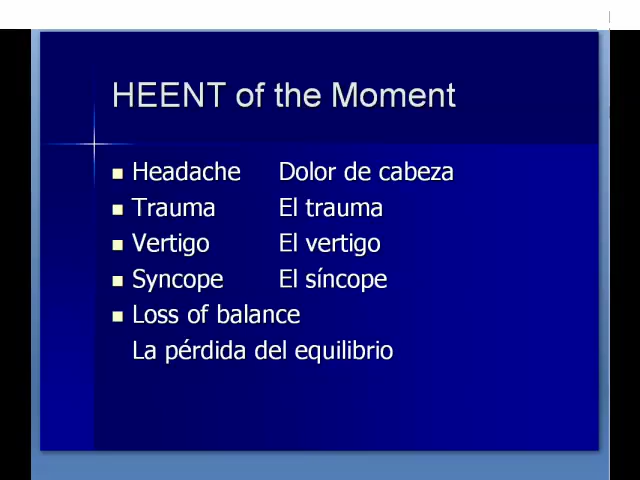 HEENT of the Moment
Headache Dolor de cabeza
Trauma El trauma
Vertigo El vertigo
Syncope El síncope
Loss of balance
La pérdida del equilibrio